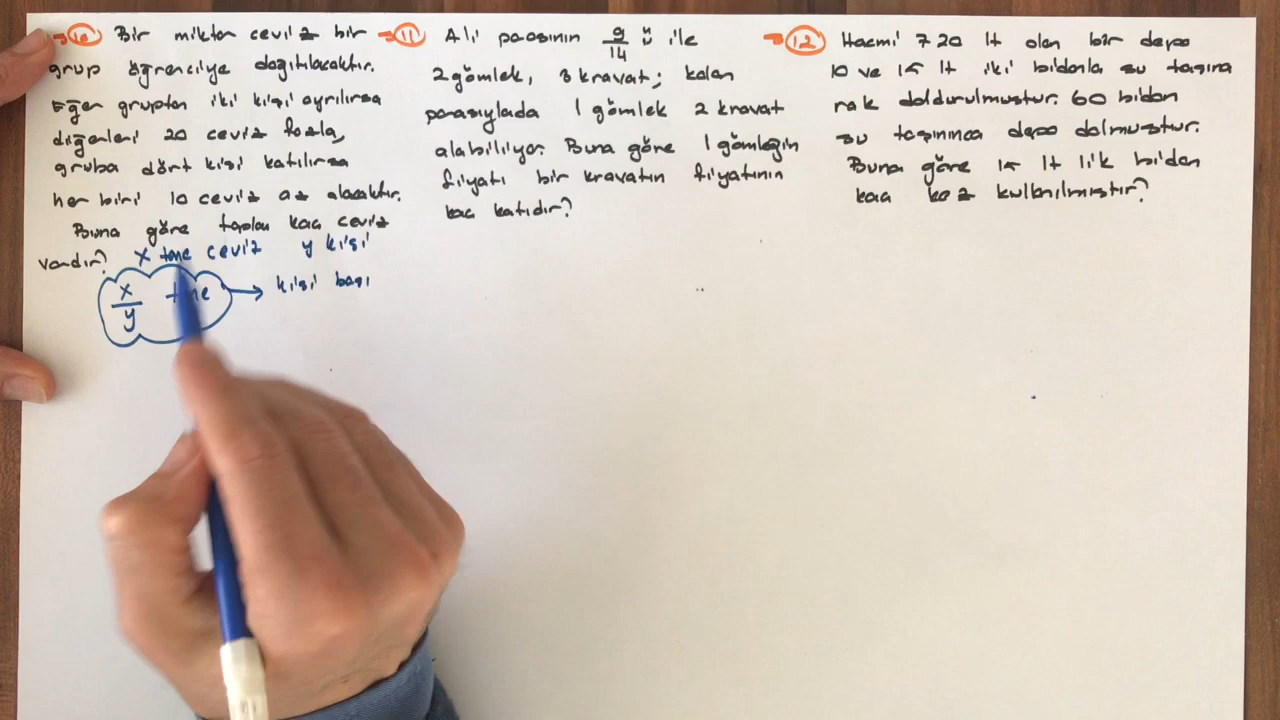 10 Bir miktar ceviz bir
grup öğrenciye dağıtılacaktır.
Eğer gruptan iki kişi ayrılırsa
diğerleri 20 ceviz fazla,
gruba dört kişi katılırsa
her biri 10 ceviz az alacaktır.
Buna göre toplam kaç ceviz
vardır?
x tane ceviz y kişi
x/y tane → kişi başı
11 Ali parasının 9/14 ü ile
2 gömlek, 3 kravat; kalan
parasıylada 1 gömlek 2 kravat
alabiliyor. Buna göre 1 gömleğin
fiyatı bir kravatın fiyatının
kaç katıdır?
12 Hacmi 720 lt olan bir depo
10 ve 15 lt iki bidonla su taşına
rak doldurulmuştur. 60 bidon
su taşınınca depo dolmuştur.
Buna göre 15 lt lik bidon
kaç kez kullanılmıştır?